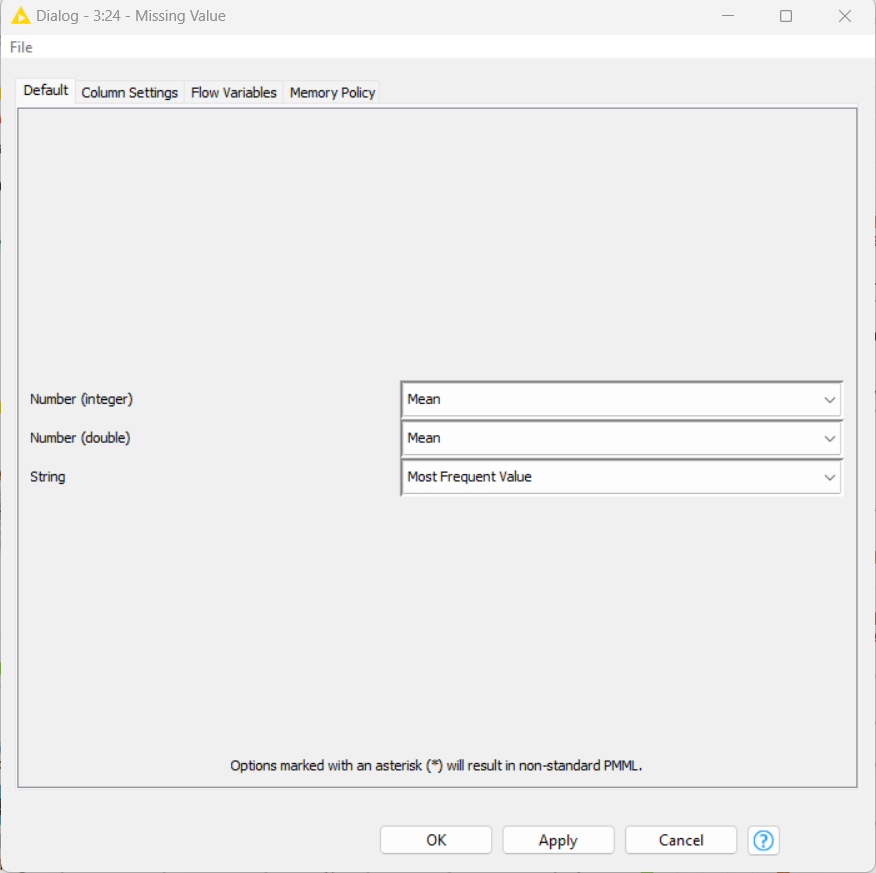 Dialog - 3:24 - Missing Value
File
Default Column Settings Flow Variables Memory Policy
Number (integer) Mean
Number (double) Mean
String Most Frequent Value
Options marked with an asterisk (*) will result in non-standard PMML.
OK Apply Cancel ?